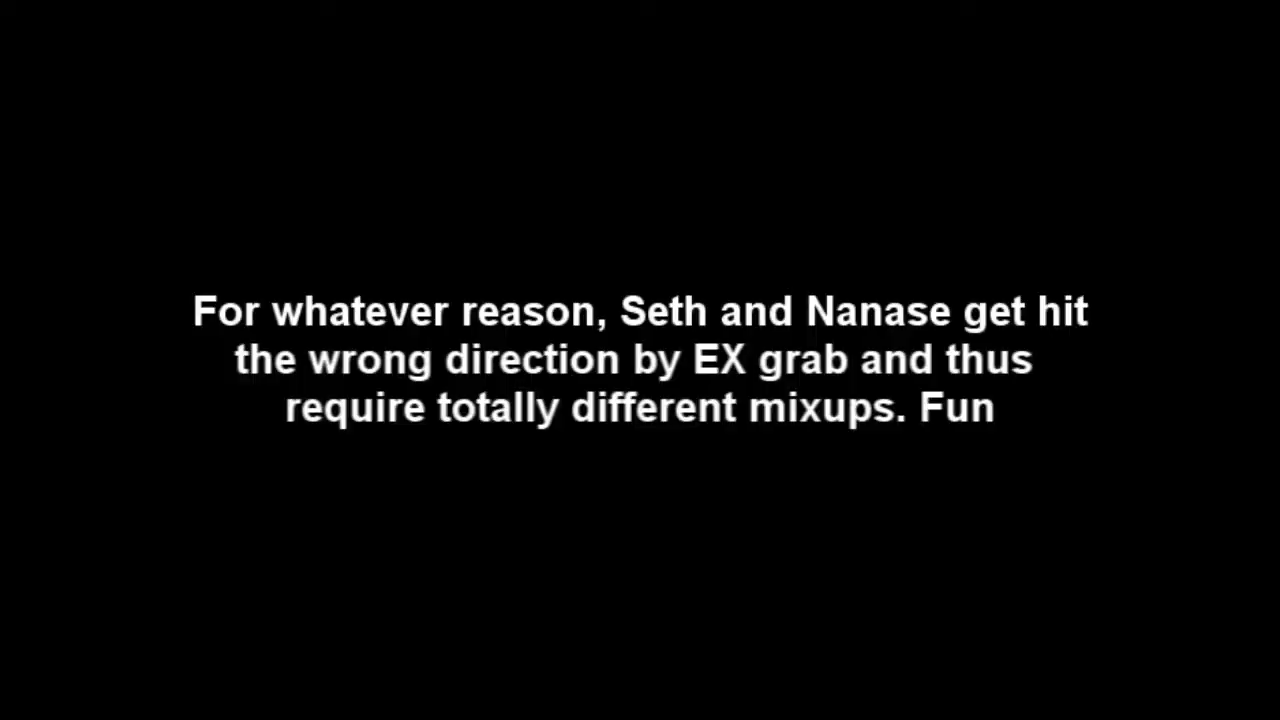 For whatever reason, Seth and Nanase get hit
the wrong direction by EX grab and thus
require totally different mixups. Fun